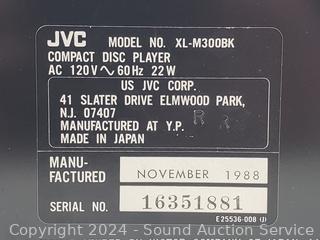 JVC MODEL NO. XL-M300BK
COMPACT DISC PLAYER
AC 120V ~ 60Hz 22W
US JVC CORP.
41 SLATER DRIVE ELMWOOD PARK,
N.J. 07407
MANUFACTURED AT Y.P.
MADE IN JAPAN
MANU-
FACTURED
NOVEMBER 1988
SERIAL NO. 16351881
E25536-008 (J)
Copyright 2024 - Sound Auction Service